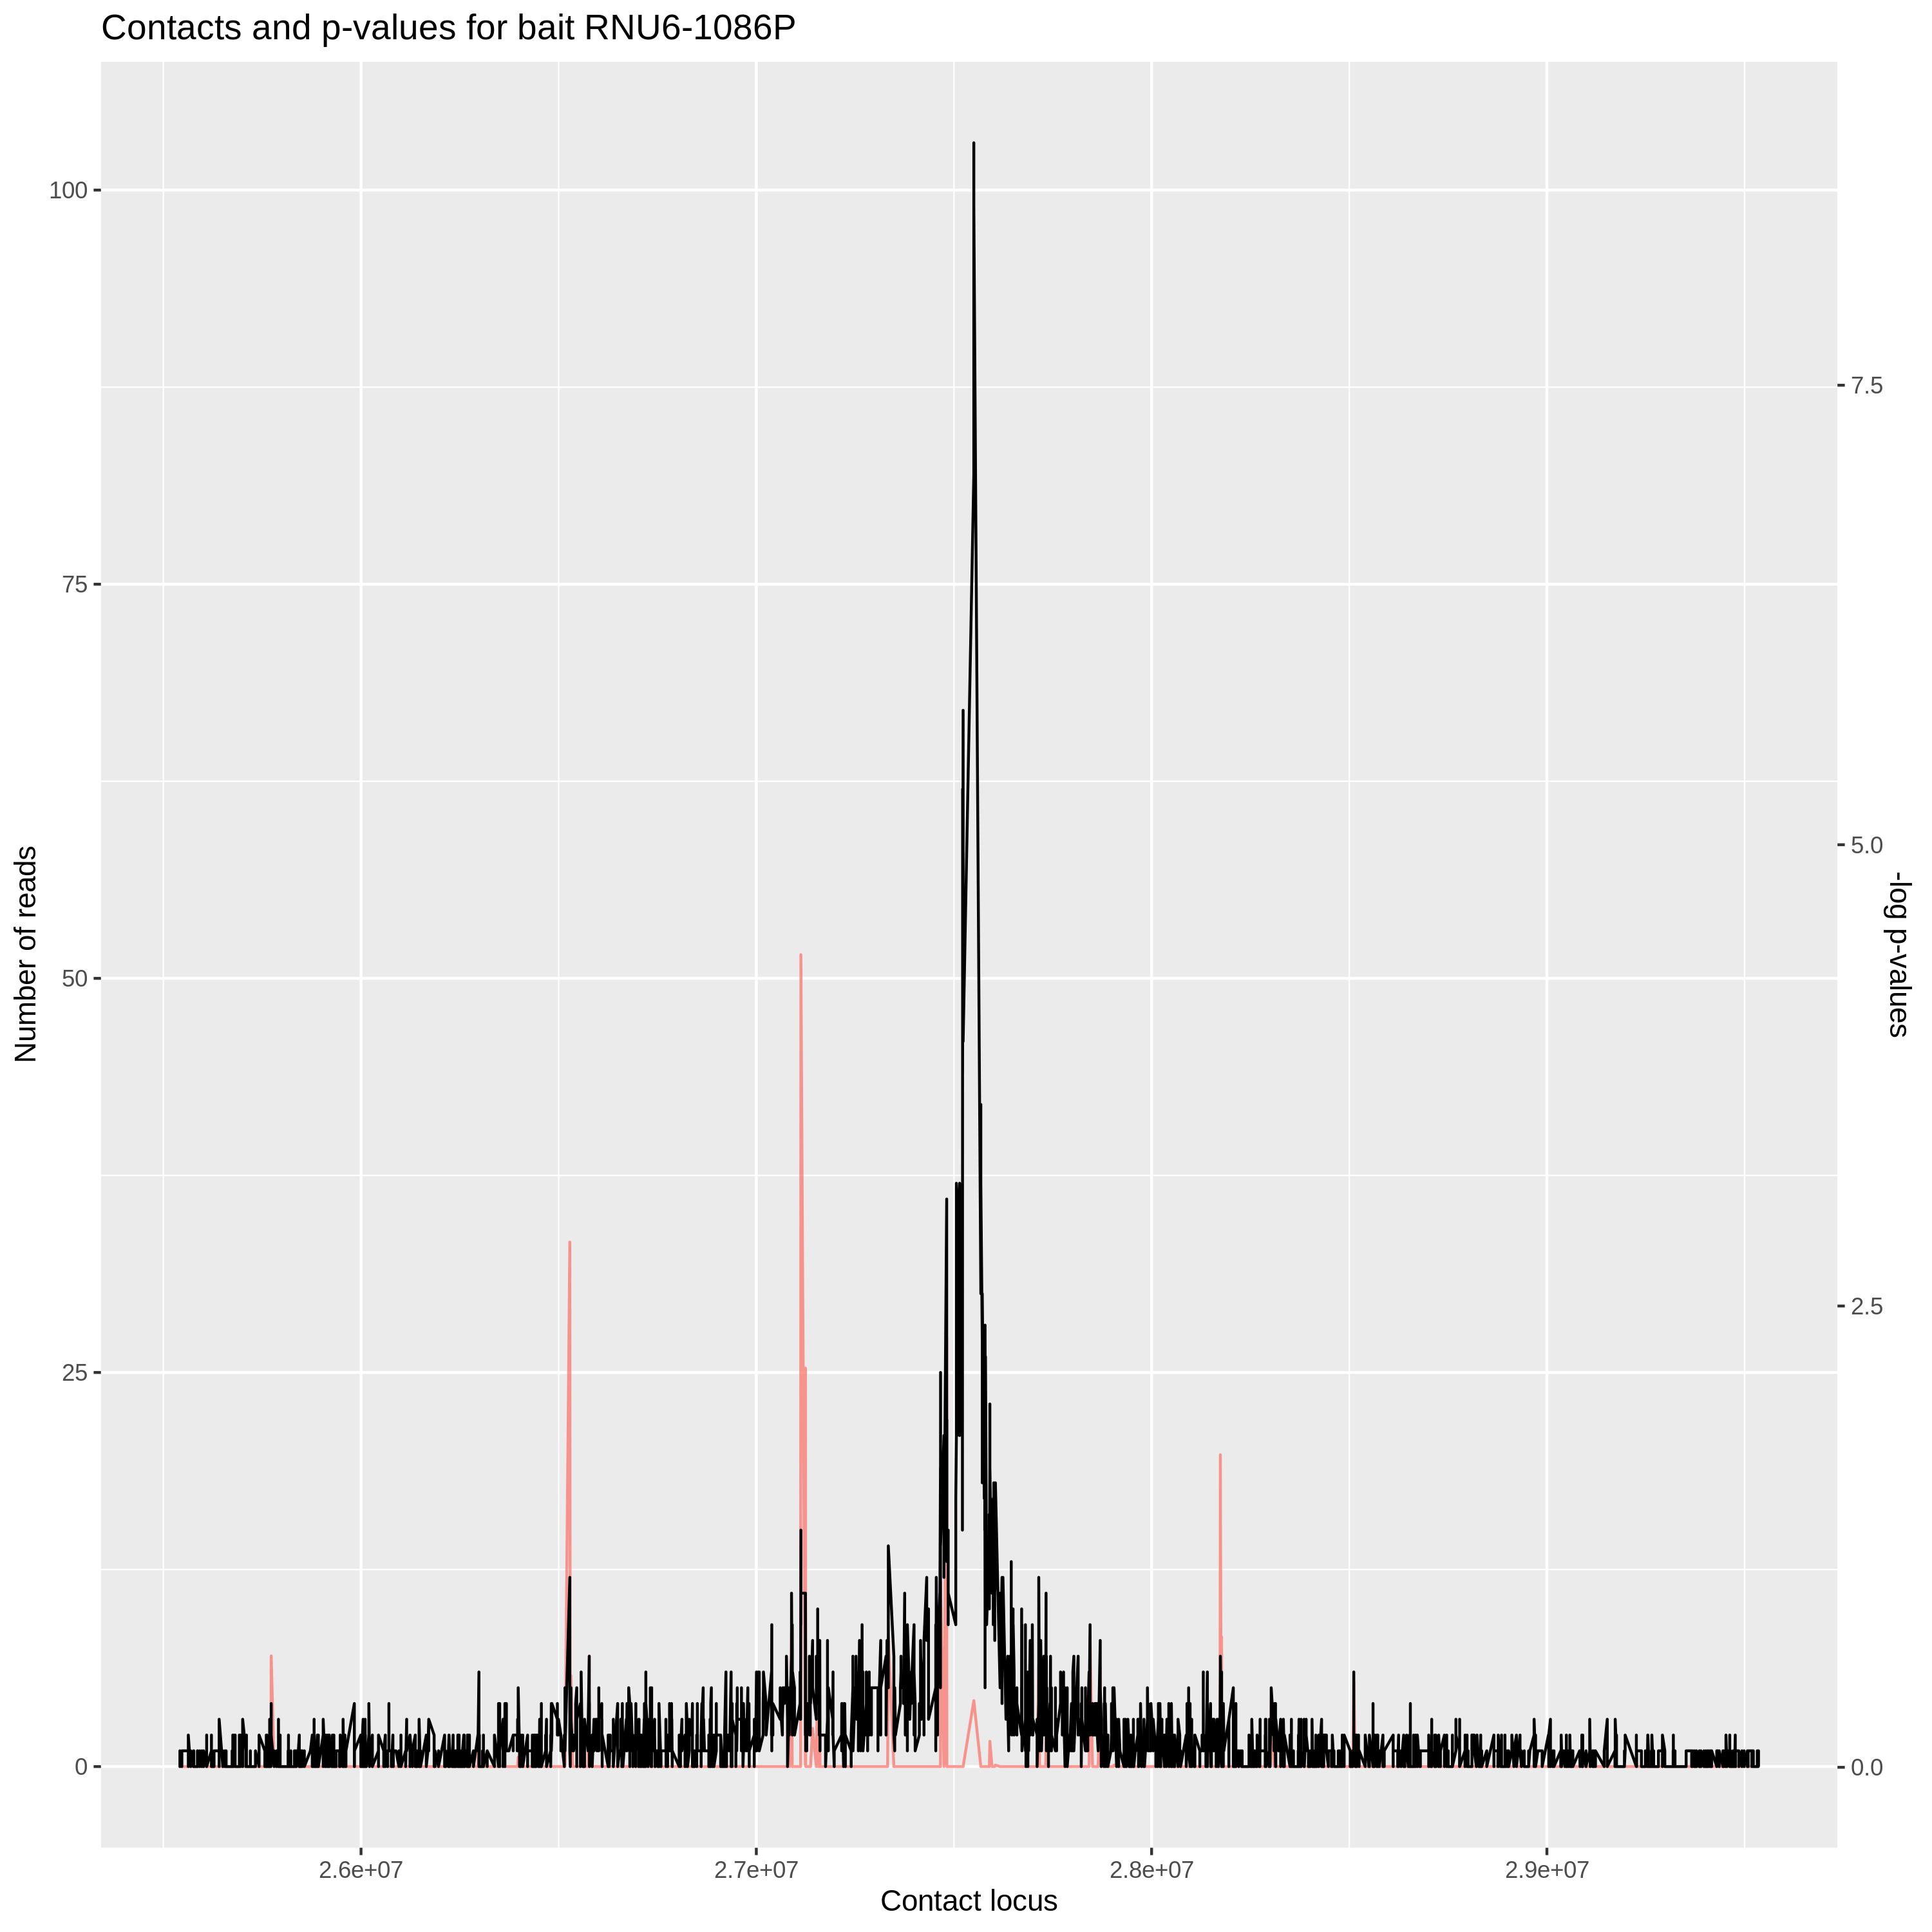 Contacts and p-values for bait RNU6-1086P
100
75
50
25
0
Number of reads
7.5
5.0
2.5
0.0
-log p-values
2.6e+07 2.7e+07 2.8e+07 2.9e+07
Contact locus